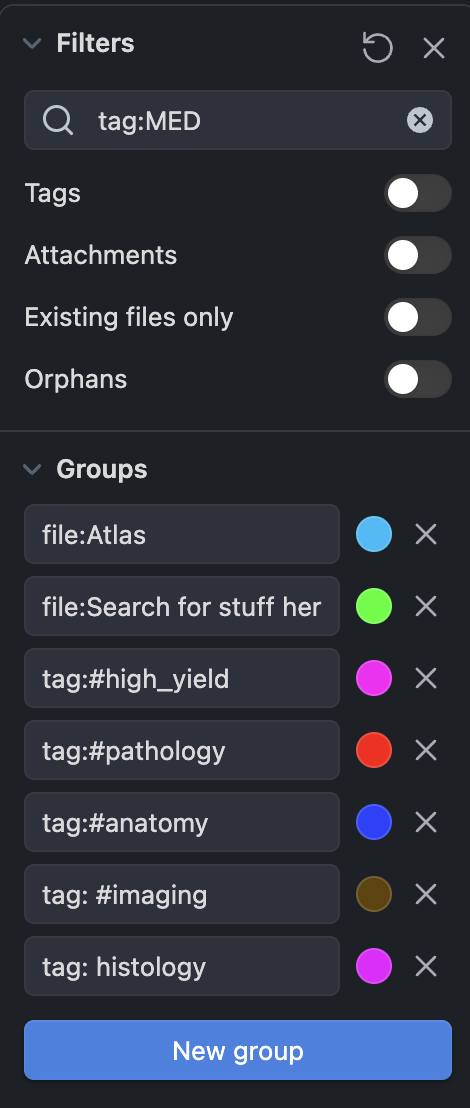 Filters
tag:MED
Tags
Attachments
Existing files only
Orphans
Groups
file:Atlas
file:Search for stuff her
tag:#high_yield
tag:#pathology
tag:#anatomy
tag: #imaging
tag: histology
New group